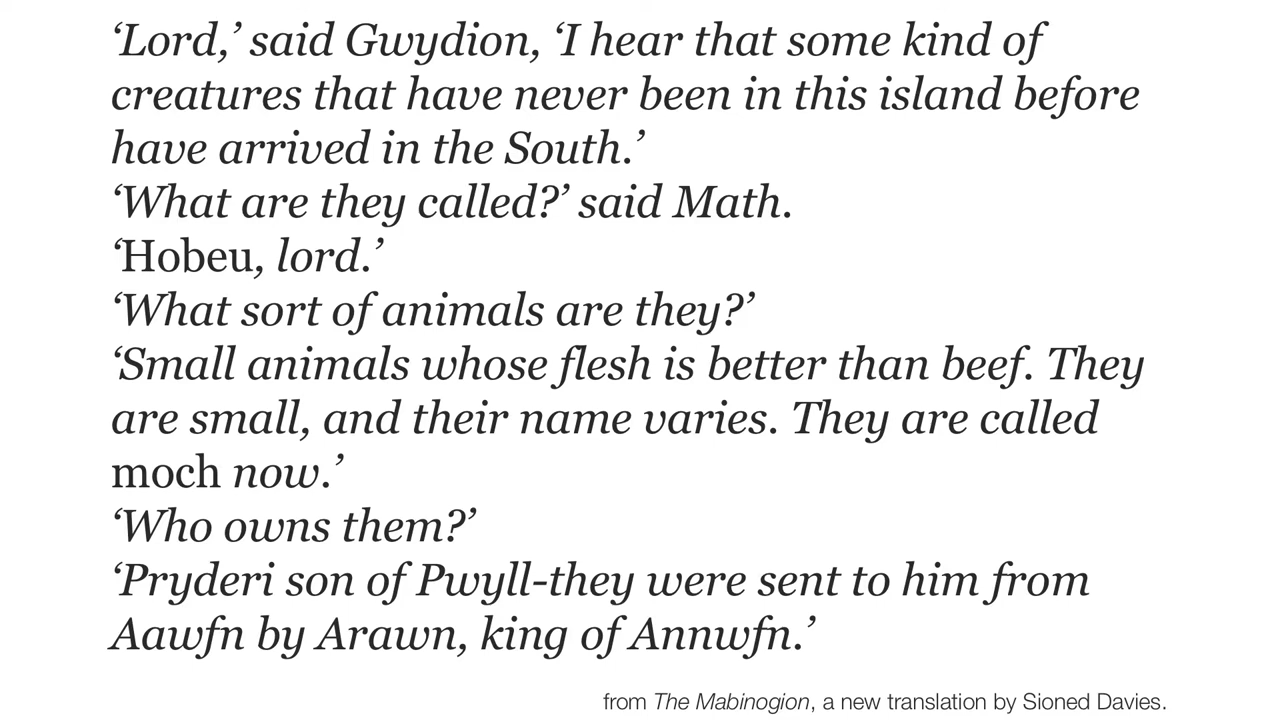 ‘Lord,’ said Gwydion, ‘I hear that some kind of
creatures that have never been in this island before
have arrived in the South.’
‘What are they called?’ said Math.
‘Hobeu, lord.’
‘What sort of animals are they?’
‘Small animals whose flesh is better than beef. They
are small, and their name varies. They are called
moch now.’
‘Who owns them?’
‘Pryderi son of Pwyll-they were sent to him from
Aawfn by Arawn, king of Annwfn.’
from The Mabinogion, a new translation by Sioned Davies.